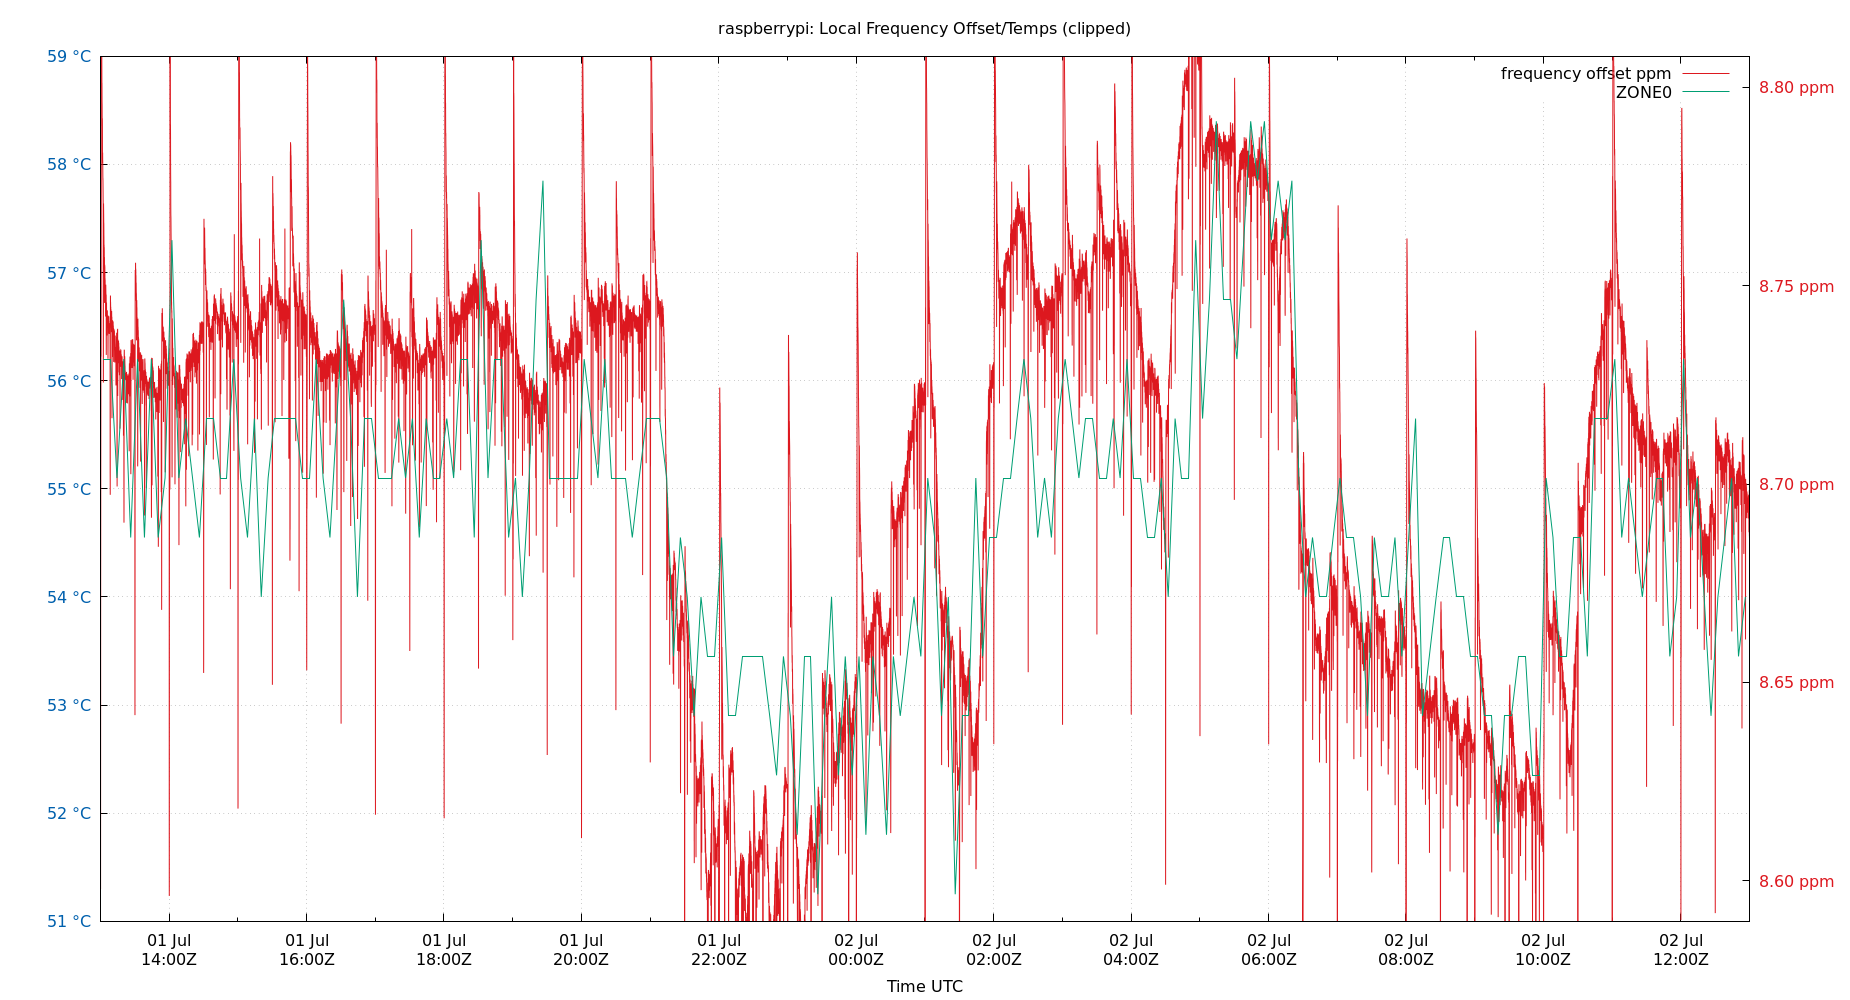 raspberrypi: Local Frequency Offset/Temps (clipped)
frequency offset ppm
ZONE0
59 °C
58 °C
57 °C
56 °C
55 °C
54 °C
53 °C
52 °C
51 °C
8.80 ppm
8.75 ppm
8.70 ppm
8.65 ppm
8.60 ppm
01 Jul
14:00Z
01 Jul
16:00Z
01 Jul
18:00Z
01 Jul
20:00Z
01 Jul
22:00Z
02 Jul
00:00Z
02 Jul
02:00Z
02 Jul
04:00Z
02 Jul
06:00Z
02 Jul
08:00Z
02 Jul
10:00Z
02 Jul
12:00Z
Time UTC